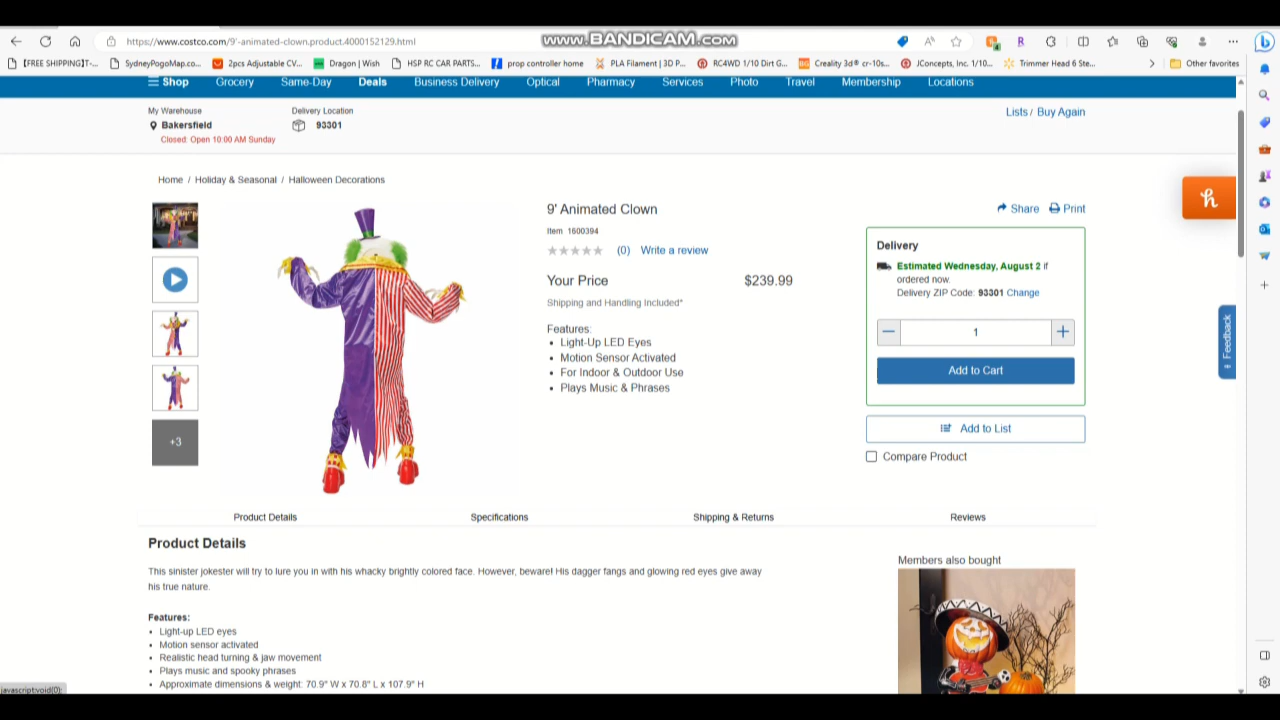 www.BANDICAM.com
https://www.costco.com/9'-animated-clown.product.4000152129.html
【FREE SHIPPING】T-... SydneyPogoMap.co... 2pcs Adjustable CV... Dragon | Wish HSP RC CAR PARTS... prop controller home PLA Filament | 3D P... RC4WD 1/10 Dirt G... Creality 3d® cr-10s... JConcepts, Inc. 1/10... Trimmer Head 6 Ste... Other favorites
Shop Grocery Same-Day Deals Business Delivery Optical Pharmacy Services Photo Travel Membership Locations
My Warehouse
Bakersfield
Closed: Open 10:00 AM Sunday
Delivery Location
93301
Lists / Buy Again
Home / Holiday & Seasonal / Halloween Decorations
+3
9' Animated Clown
Item 1600394
(0) Write a review
Your Price $239.99
Shipping and Handling Included*
Features:
• Light-Up LED Eyes
• Motion Sensor Activated
• For Indoor & Outdoor Use
• Plays Music & Phrases
Share Print
Delivery
Estimated Wednesday, August 2 if
ordered now.
Delivery ZIP Code: 93301 Change
1
Add to Cart
Add to List
Compare Product
Feedback
Product Details Specifications Shipping & Returns Reviews
Product Details
This sinister jokester will try to lure you in with his whacky brightly colored face. However, beware! His dagger fangs and glowing red eyes give away
his true nature.
Features:
• Light-up LED eyes
• Motion sensor activated
• Realistic head turning & jaw movement
• Plays music and spooky phrases
• Approximate dimensions & weight: 70.9" W x 70.8" L x 107.9" H
Members also bought
javascript:void(0);